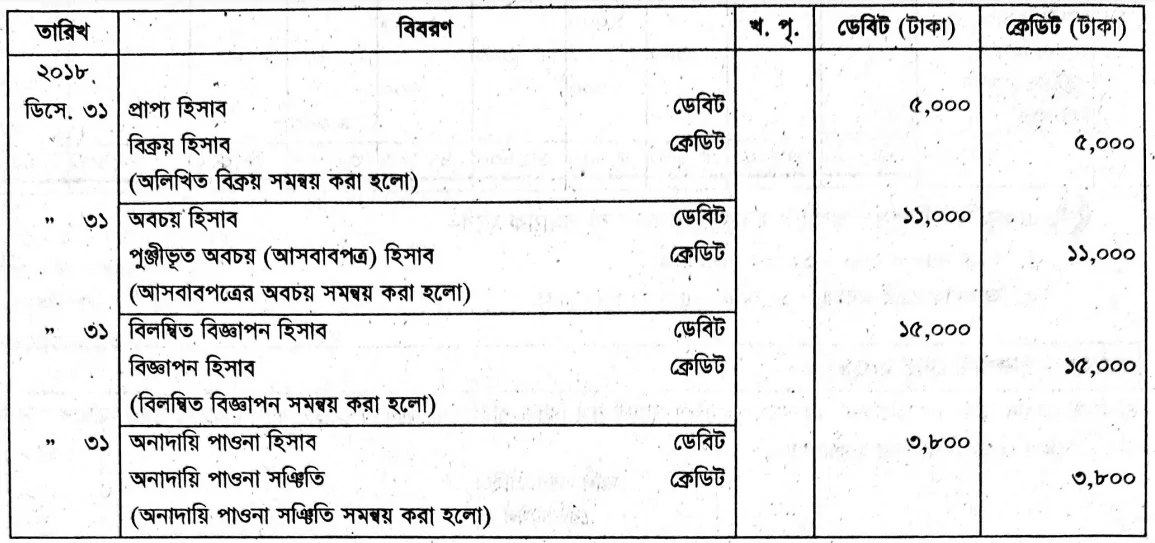 তারিখ বিবরণ খ. পৃ. ডেবিট (টাকা) ক্রেডিট (টাকা)
২০১৮.
ডিসে. ৩১ প্রাপ্য হিসাব ডেবিট ৫,০০০
বিক্রয় হিসাব ক্রেডিট ৫,০০০
(অলিখিত বিক্রয় সমন্বয় করা হলো)
" ৩১ অবচয় হিসাব ডেবিট ১১,০০০
পুঞ্জীভূত অবচয় (আসবাবপত্র) হিসাব ক্রেডিট ১১,০০০
(আসবাবপত্রের অবচয় সমন্বয় করা হলো)
" ৩১ বিলম্বিত বিজ্ঞাপন হিসাব ডেবিট ১৫,০০০
বিজ্ঞাপন হিসাব ক্রেডিট ১৫,০০০
(বিলম্বিত বিজ্ঞাপন সমন্বয় করা হলো)
" ৩১ অনাদায়ি পাওনা হিসাব ডেবিট ৩,৮০০
অনাদায়ি পাওনা সঞ্চিতি ক্রেডিট ৩,৮০০
(অনাদায়ি পাওনা সঞ্চিতি সমন্বয় করা হলো)